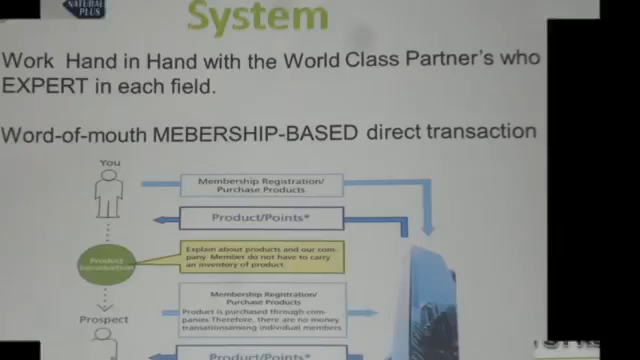 NATURAL
PLUS
System
Work Hand in Hand with the World Class Partner's who
EXPERT in each field.
Word-of-mouth MEBERSHIP-BASED direct transaction
You
Membership Registration/
Purchase Products
Product/Points*
Product
Explain about products and our com-
pany. Member do not have to carry
an inventory of product.
Prospect
Membership Registration/
Purchase Products
Product is purchased through com-
panies.Therefore, there are no money
transationsamong individual members
Product/Points*